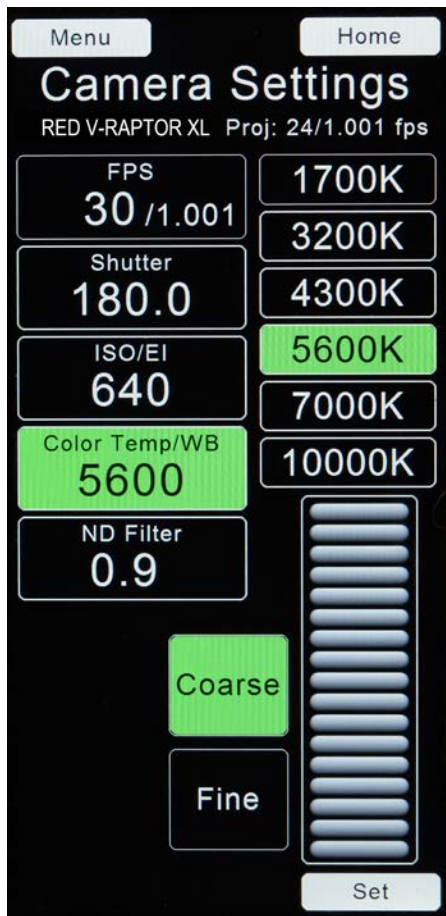 Menu
Home
Camera Settings
RED V-RAPTOR XL Proj: 24/1.001 fps
FPS
30 /1.001
Shutter
180.0
ISO/EI
640
Color Temp/WB
5600
ND Filter
0.9
1700K
3200K
4300K
5600K
7000K
10000K
Coarse
Fine
Set